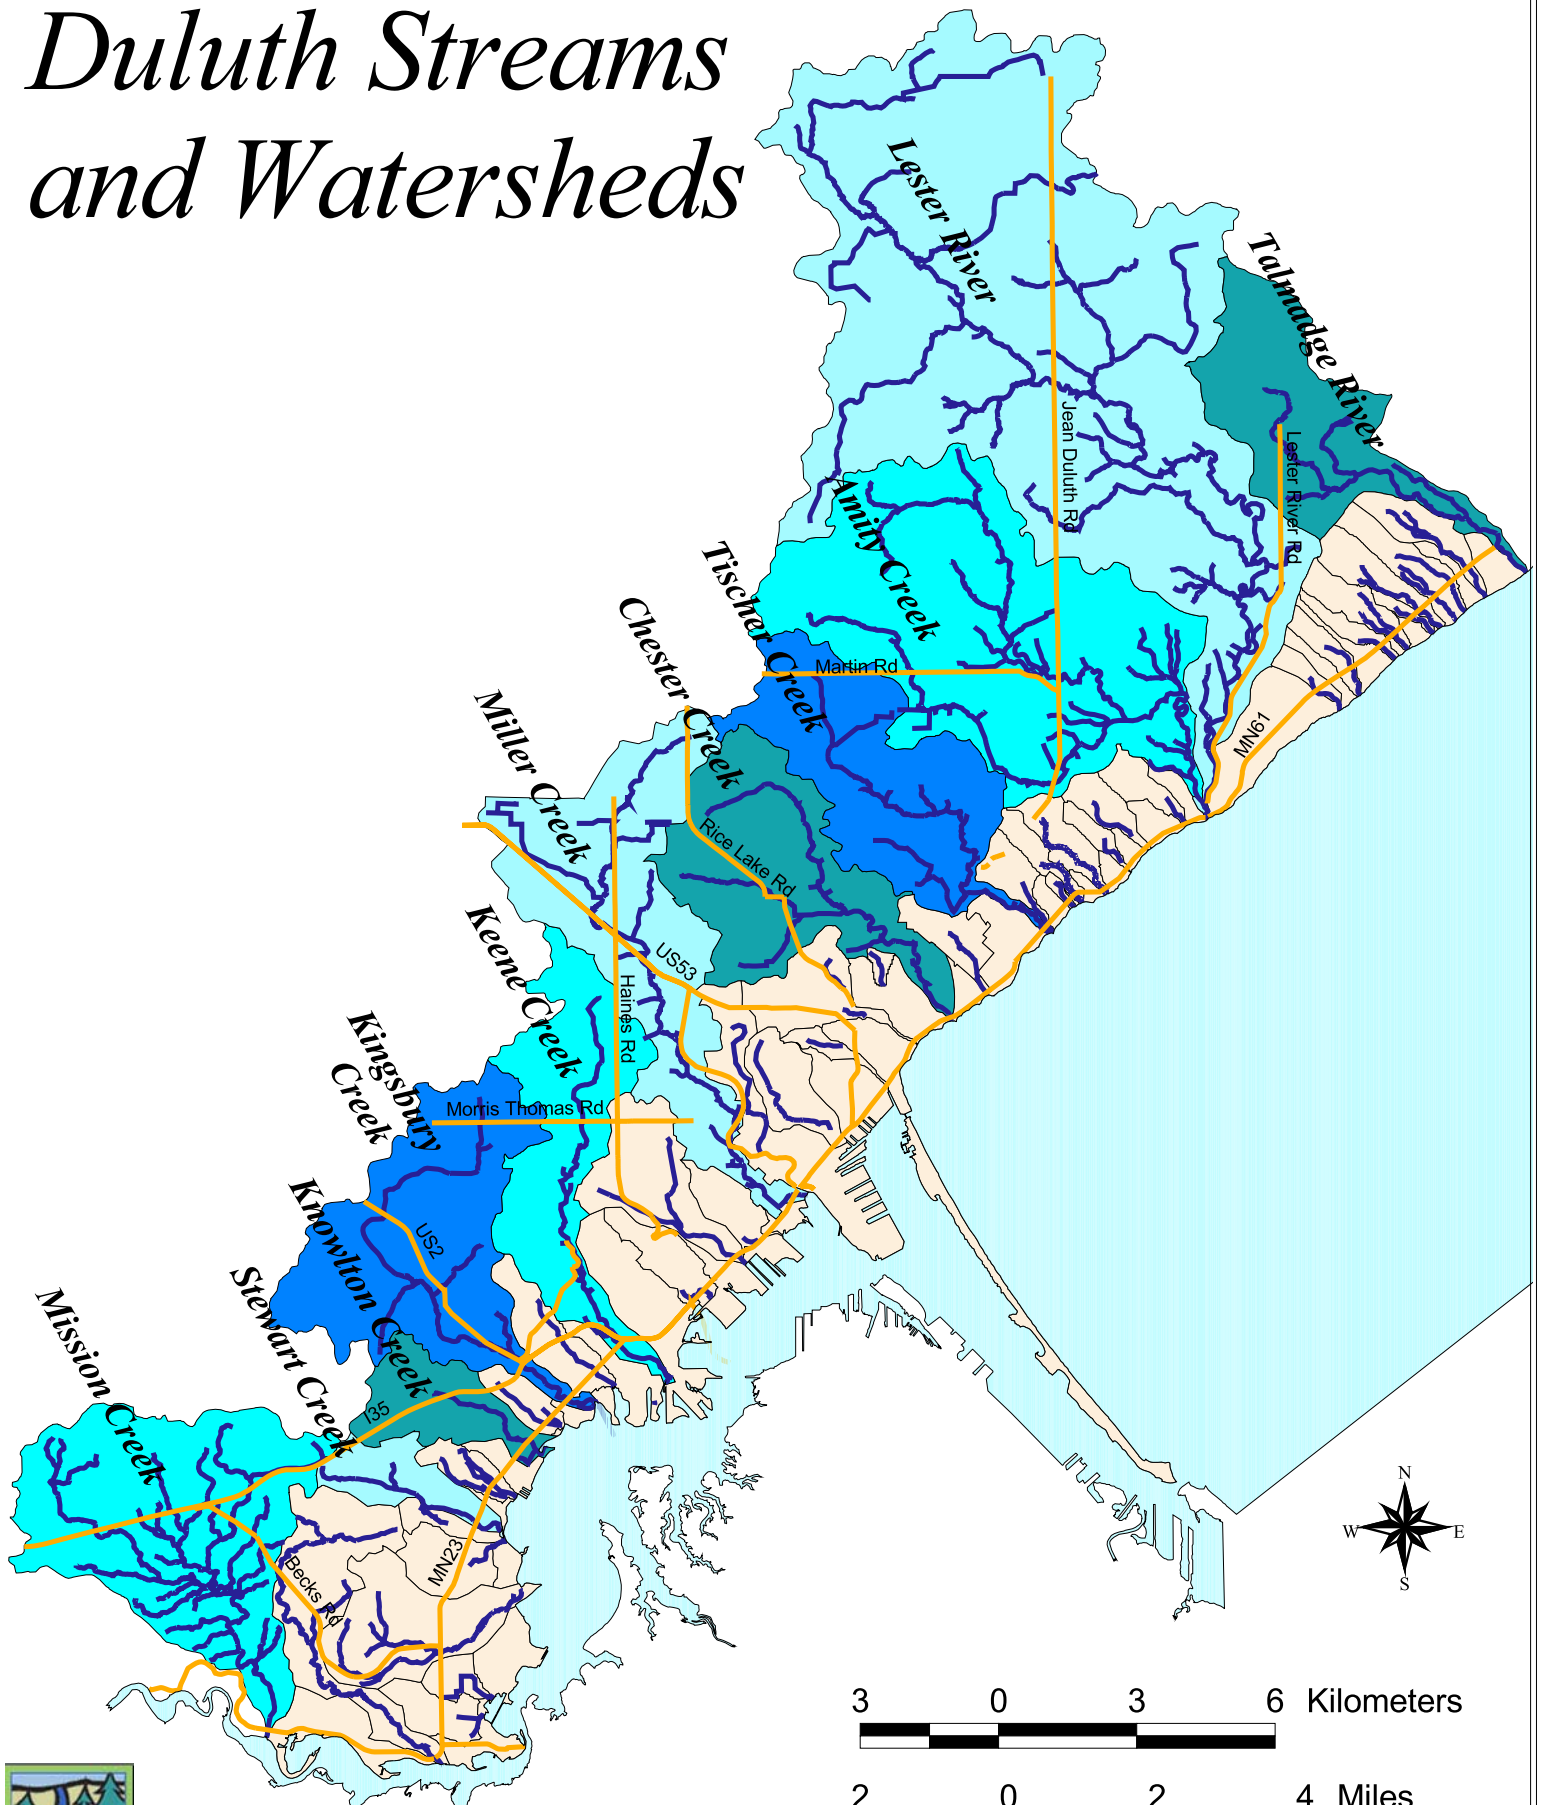 Duluth Streams
and Watersheds
Lester River
Talmadge River
Jean Duluth Rd
Lester River Rd
Amity Creek
Tischer Creek
Chester Creek
Martin Rd
Miller Creek
MN61
Rice Lake Rd
Keene Creek
US53
Haines Rd
Kingsbury
Creek
Morris Thomas Rd
Knowlton Creek
US2
Stewart Creek
Mission Creek
I35
MN23
Becks Rd
N
W E
S
3 0 3 6 Kilometers
2 0 2 4 Miles